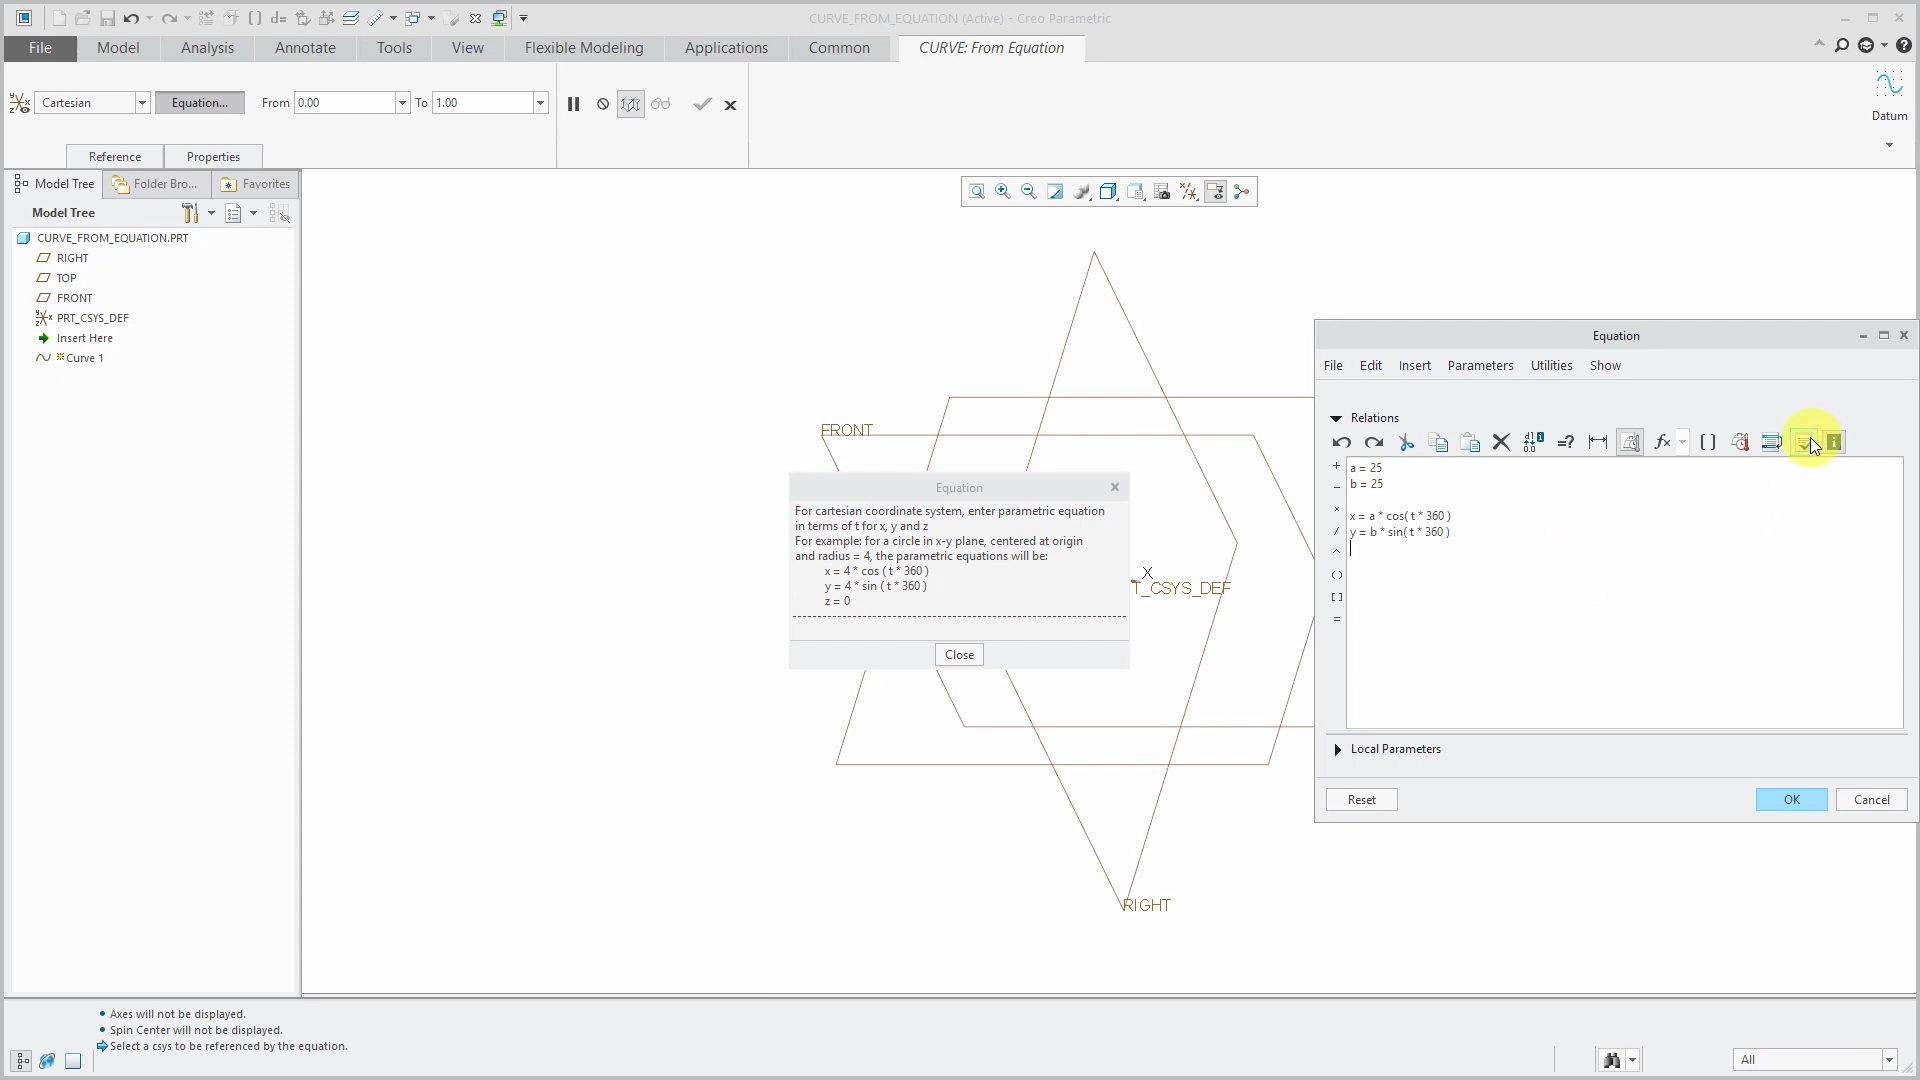 CURVE_FROM_EQUATION (Active) - Creo Parametric
File Model Analysis Annotate Tools View Flexible Modeling Applications Common CURVE: From Equation
Cartesian Equation... From 0.00 To 1.00
Datum
Reference Properties
Model Tree Folder Bro... Favorites
Model Tree
CURVE_FROM_EQUATION.PRT
RIGHT
TOP
FRONT
PRT_CSYS_DEF
Insert Here
Curve 1
FRONT
X
T_CSYS_DEF
RIGHT
Equation
For cartesian coordinate system, enter parametric equation
in terms of t for x, y and z
For example: for a circle in x-y plane, centered at origin
and radius = 4, the parametric equations will be:
x = 4 * cos ( t * 360 )
y = 4 * sin ( t * 360 )
z = 0
Close
Equation
File Edit Insert Parameters Utilities Show
Relations
a = 25
b = 25
x = a * cos( t * 360 )
y = b * sin( t * 360 )
Local Parameters
Reset OK Cancel
Axes will not be displayed.
Spin Center will not be displayed.
Select a csys to be referenced by the equation.
All